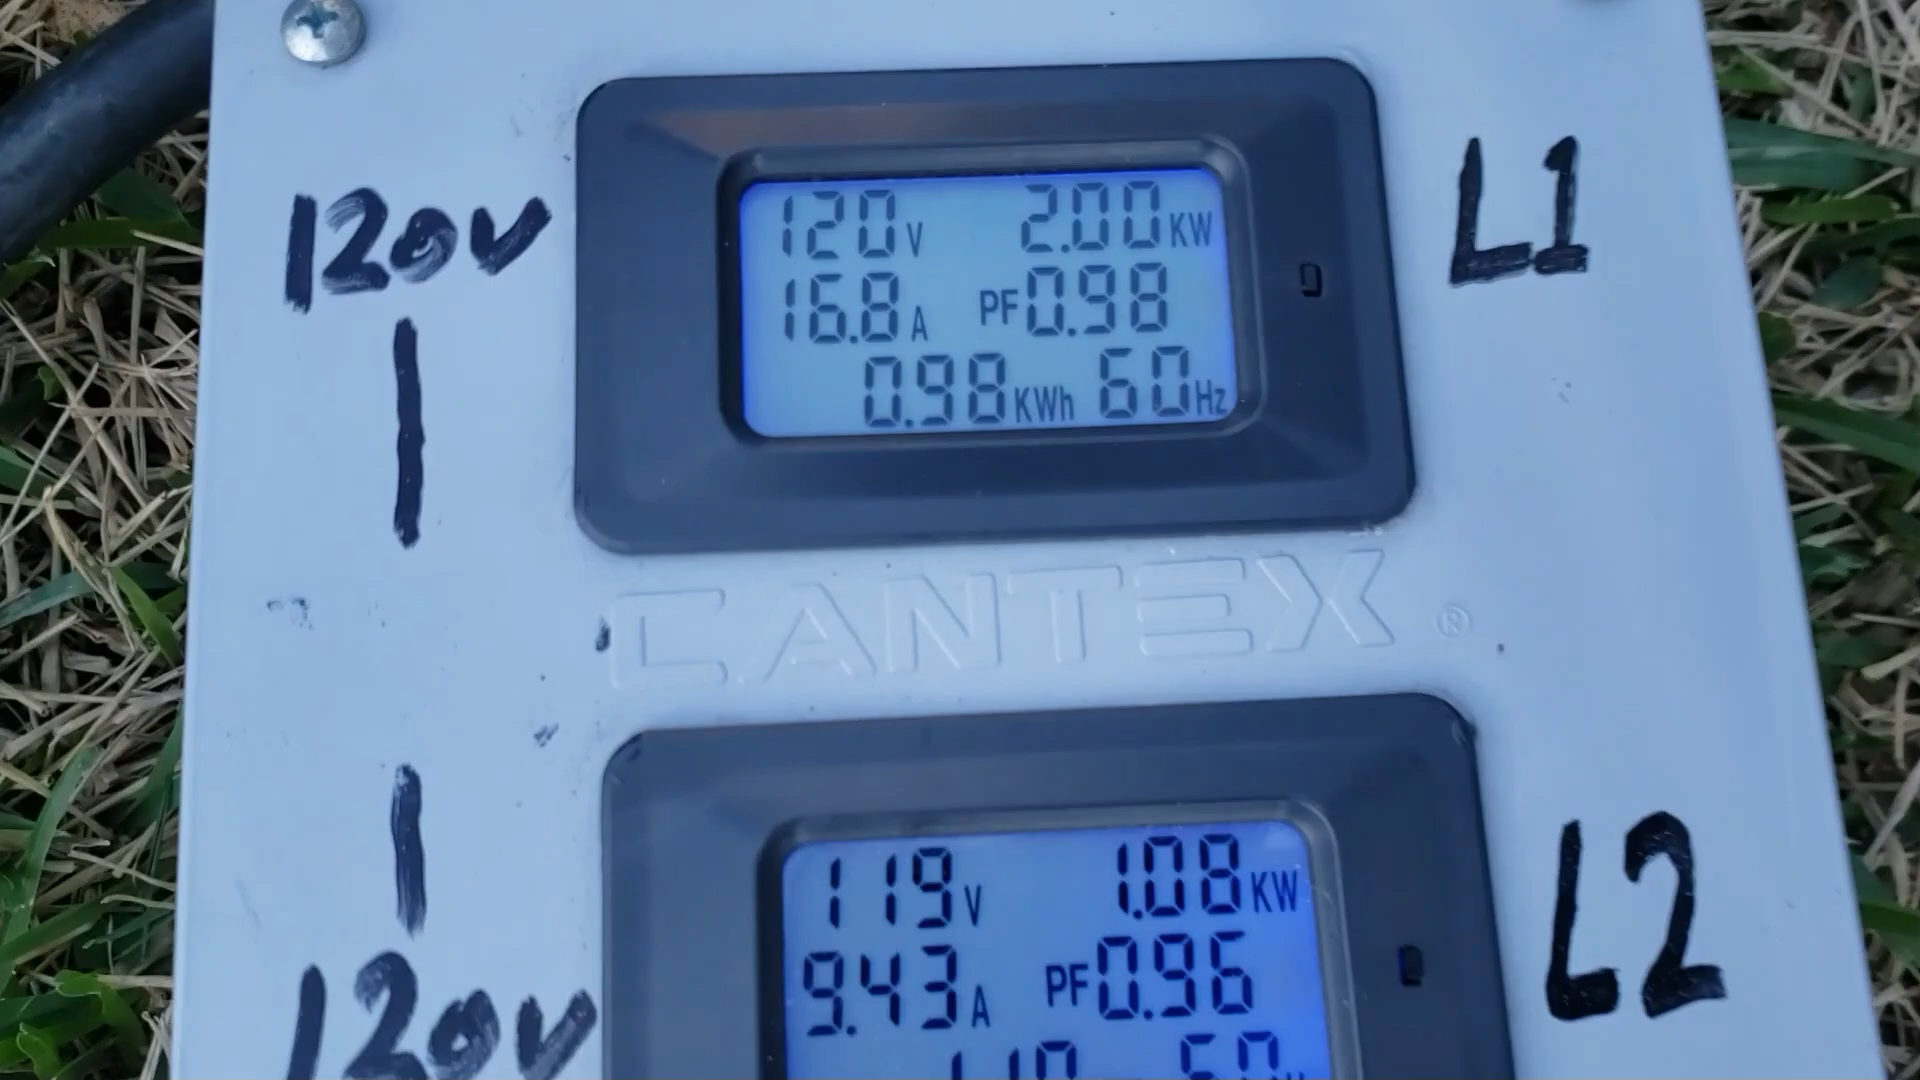 120V
120V 2.00KW
16.8A PF0.98
0.98KWh 60Hz
L1
CANTEX®
119V 1.08KW
9.43A PF0.96
L2
120V